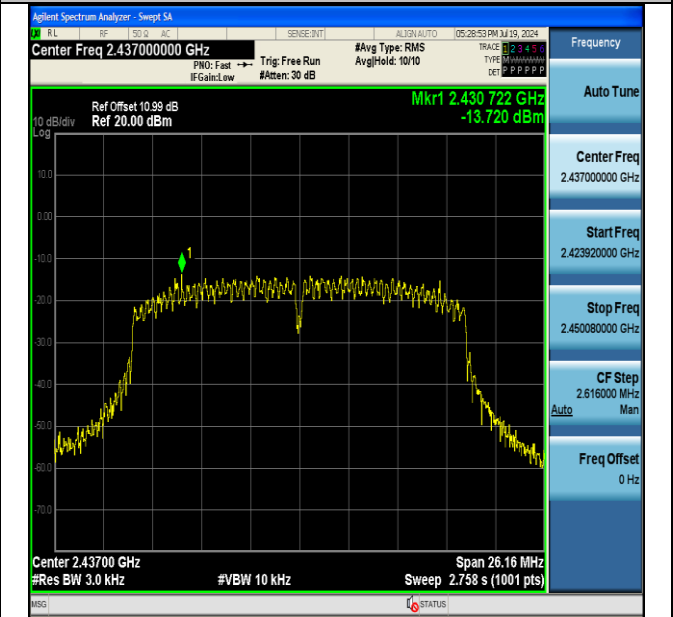 Agilent Spectrum Analyzer - Swept SA
RL RF 50 Ω AC SENSE:INT ALIGN AUTO 05:28:53 PM Jul 19, 2024
Center Freq 2.437000000 GHz
PNO: Fast
IFGain:Low
Trig: Free Run
#Atten: 30 dB
#Avg Type: RMS
Avg|Hold: 10/10
TRACE 1 2 3 4 5 6
TYPE M
DET P P P P P P
Frequency
Mkr1 2.430 722 GHz
-13.720 dBm
Ref Offset 10.99 dB
10 dB/div Ref 20.00 dBm
Log
10.0
0.00
-10.0
-20.0
-30.0
-40.0
-50.0
-60.0
-70.0
1
Center 2.43700 GHz
Span 26.16 MHz
#Res BW 3.0 kHz
#VBW 10 kHz
Sweep 2.758 s (1001 pts)
Auto Tune
Center Freq
2.437000000 GHz
Start Freq
2.423920000 GHz
Stop Freq
2.450080000 GHz
CF Step
2.616000 MHz
Auto Man
Freq Offset
0 Hz
MSG
STATUS